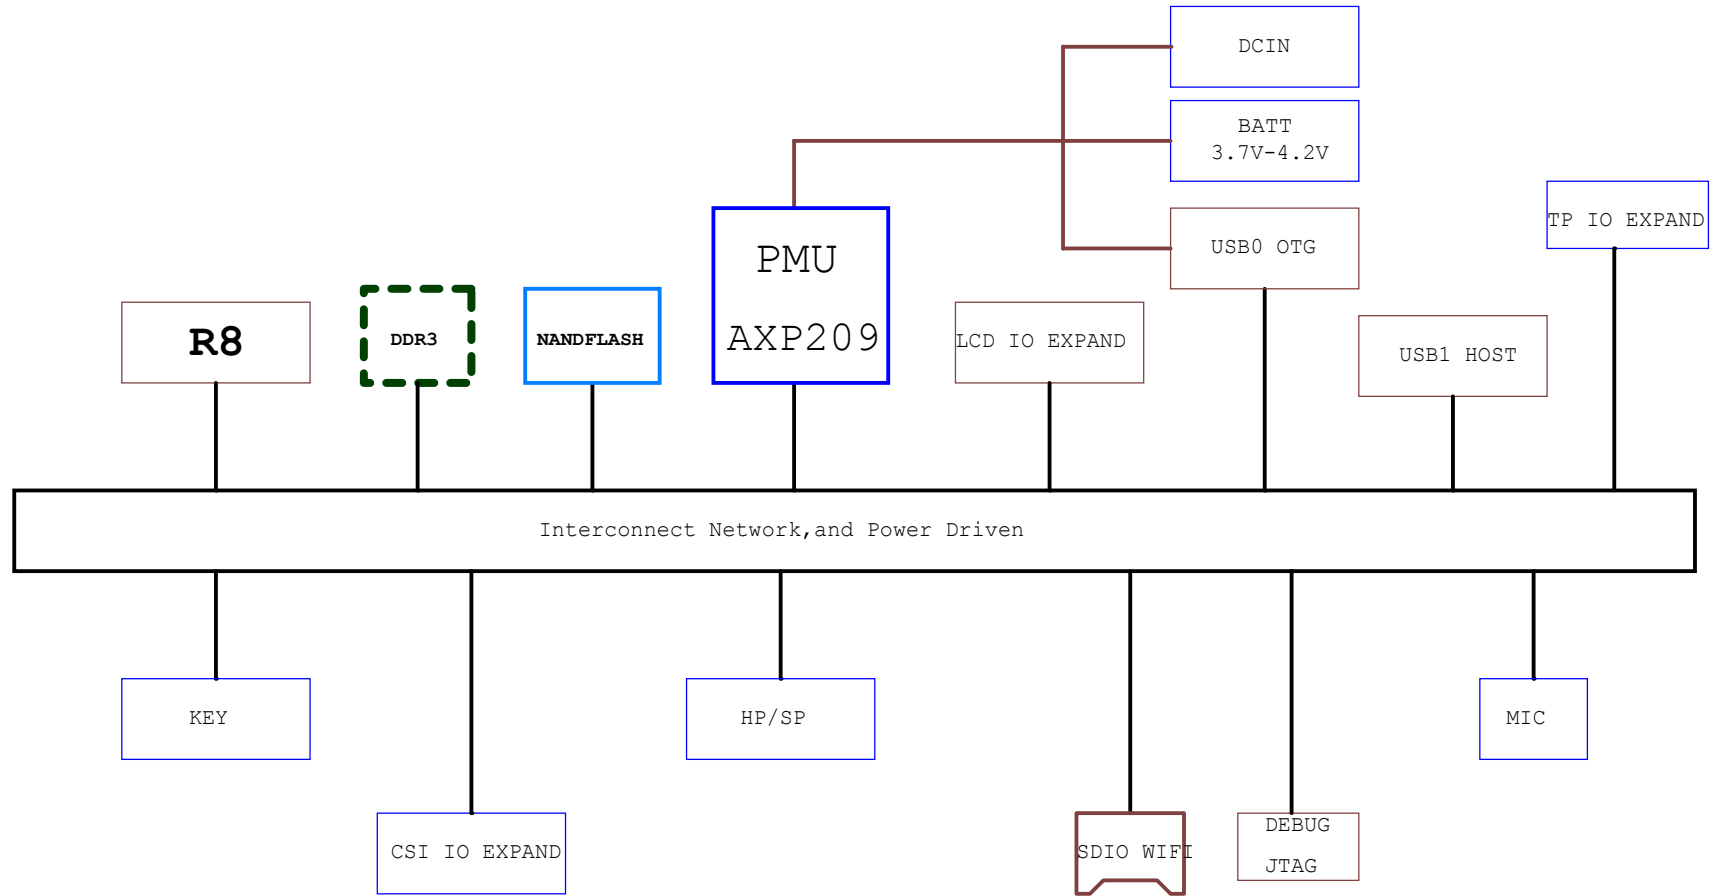 DCIN
BATT
3.7V-4.2V
USB0 OTG
TP IO EXPAND
PMU
AXP209
R8
DDR3
NANDFLASH
LCD IO EXPAND
USB1 HOST
Interconnect Network,and Power Driven
KEY
HP/SP
MIC
CSI IO EXPAND
SDIO WIFI
DEBUG
JTAG